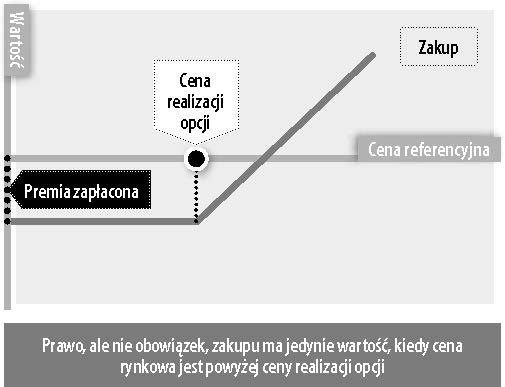 Wartość
Zakup
Cena
realizacji
opcji
Cena referencyjna
Premia zapłacona
Prawo, ale nie obowiązek, zakupu ma jedynie wartość, kiedy cena
rynkowa jest powyżej ceny realizacji opcji